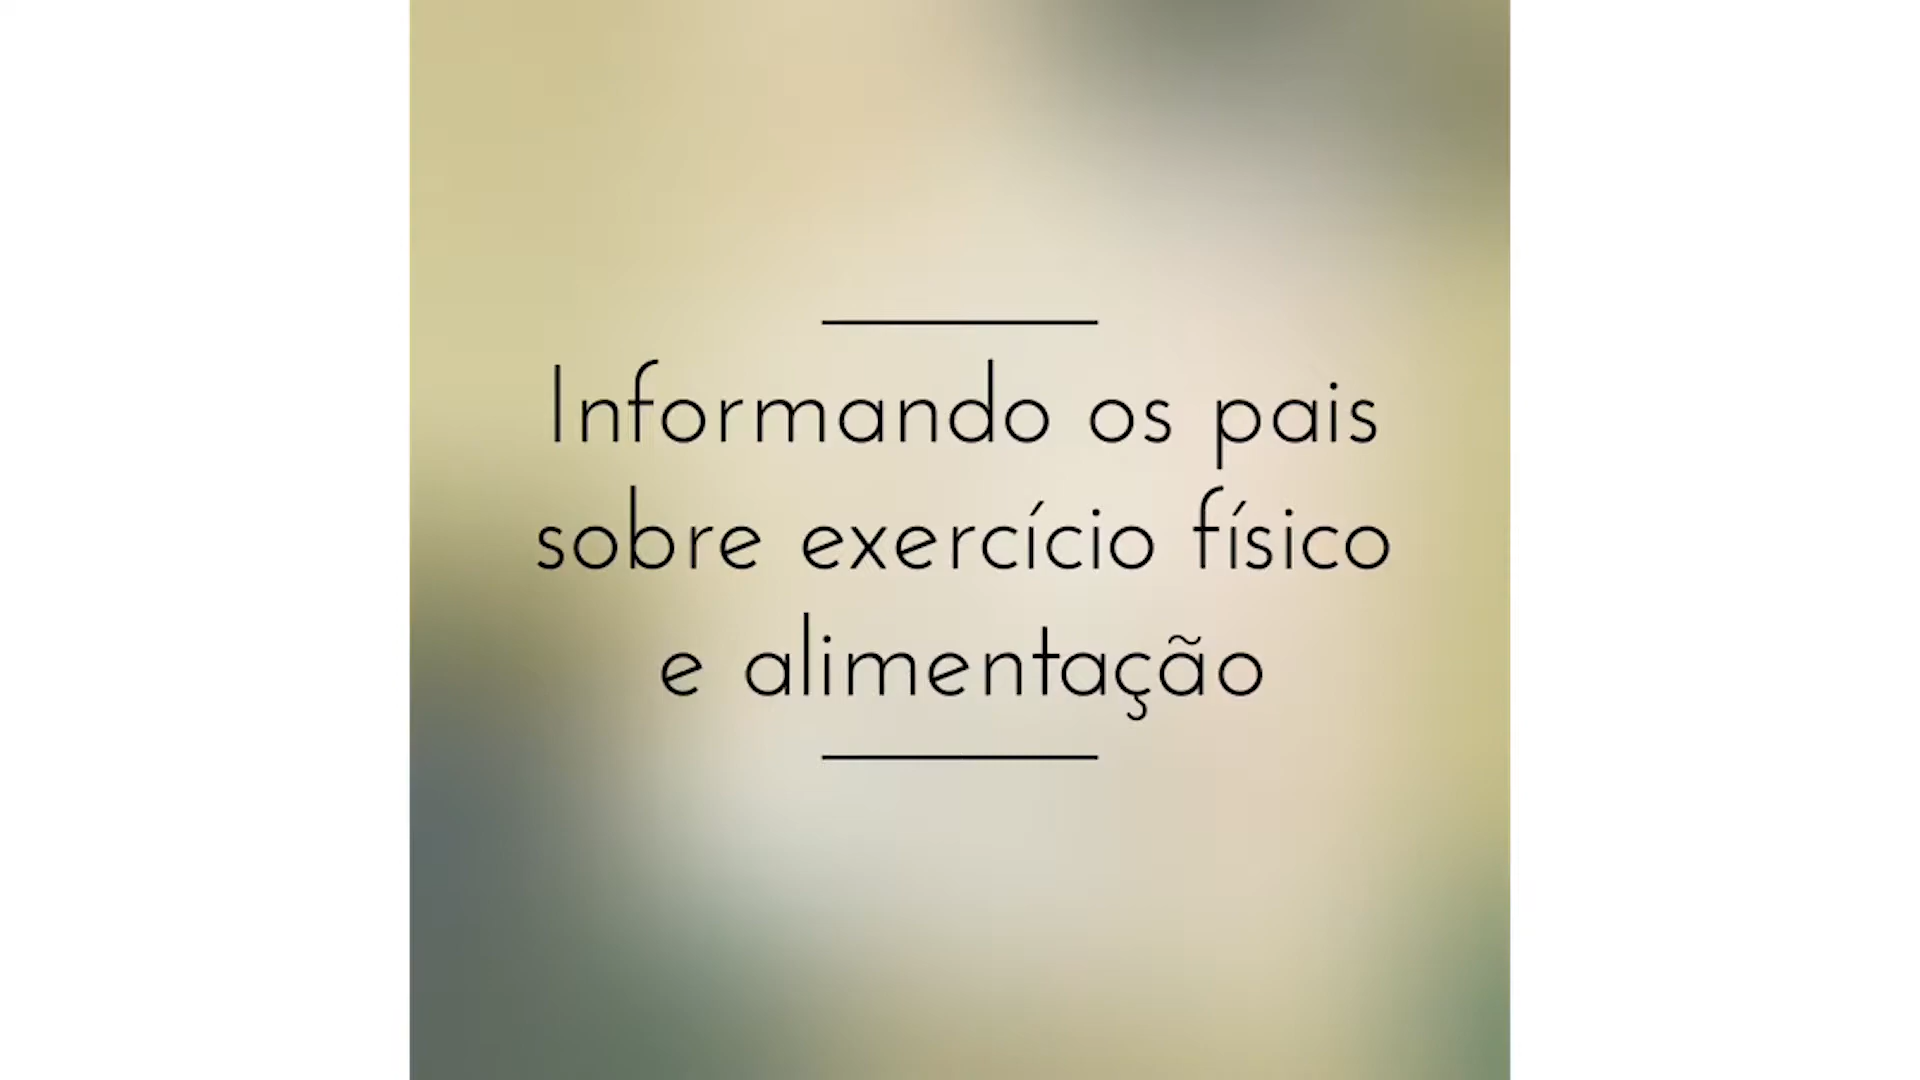 Informando os pais
sobre exercício físico
e alimentação